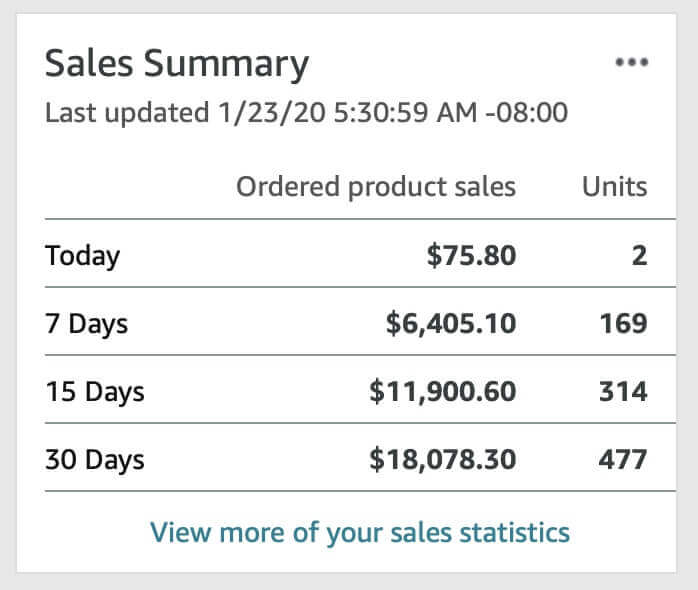 Sales Summary
Last updated 1/23/20 5:30:59 AM -08:00
Ordered product sales Units
Today $75.80 2
7 Days $6,405.10 169
15 Days $11,900.60 314
30 Days $18,078.30 477
View more of your sales statistics